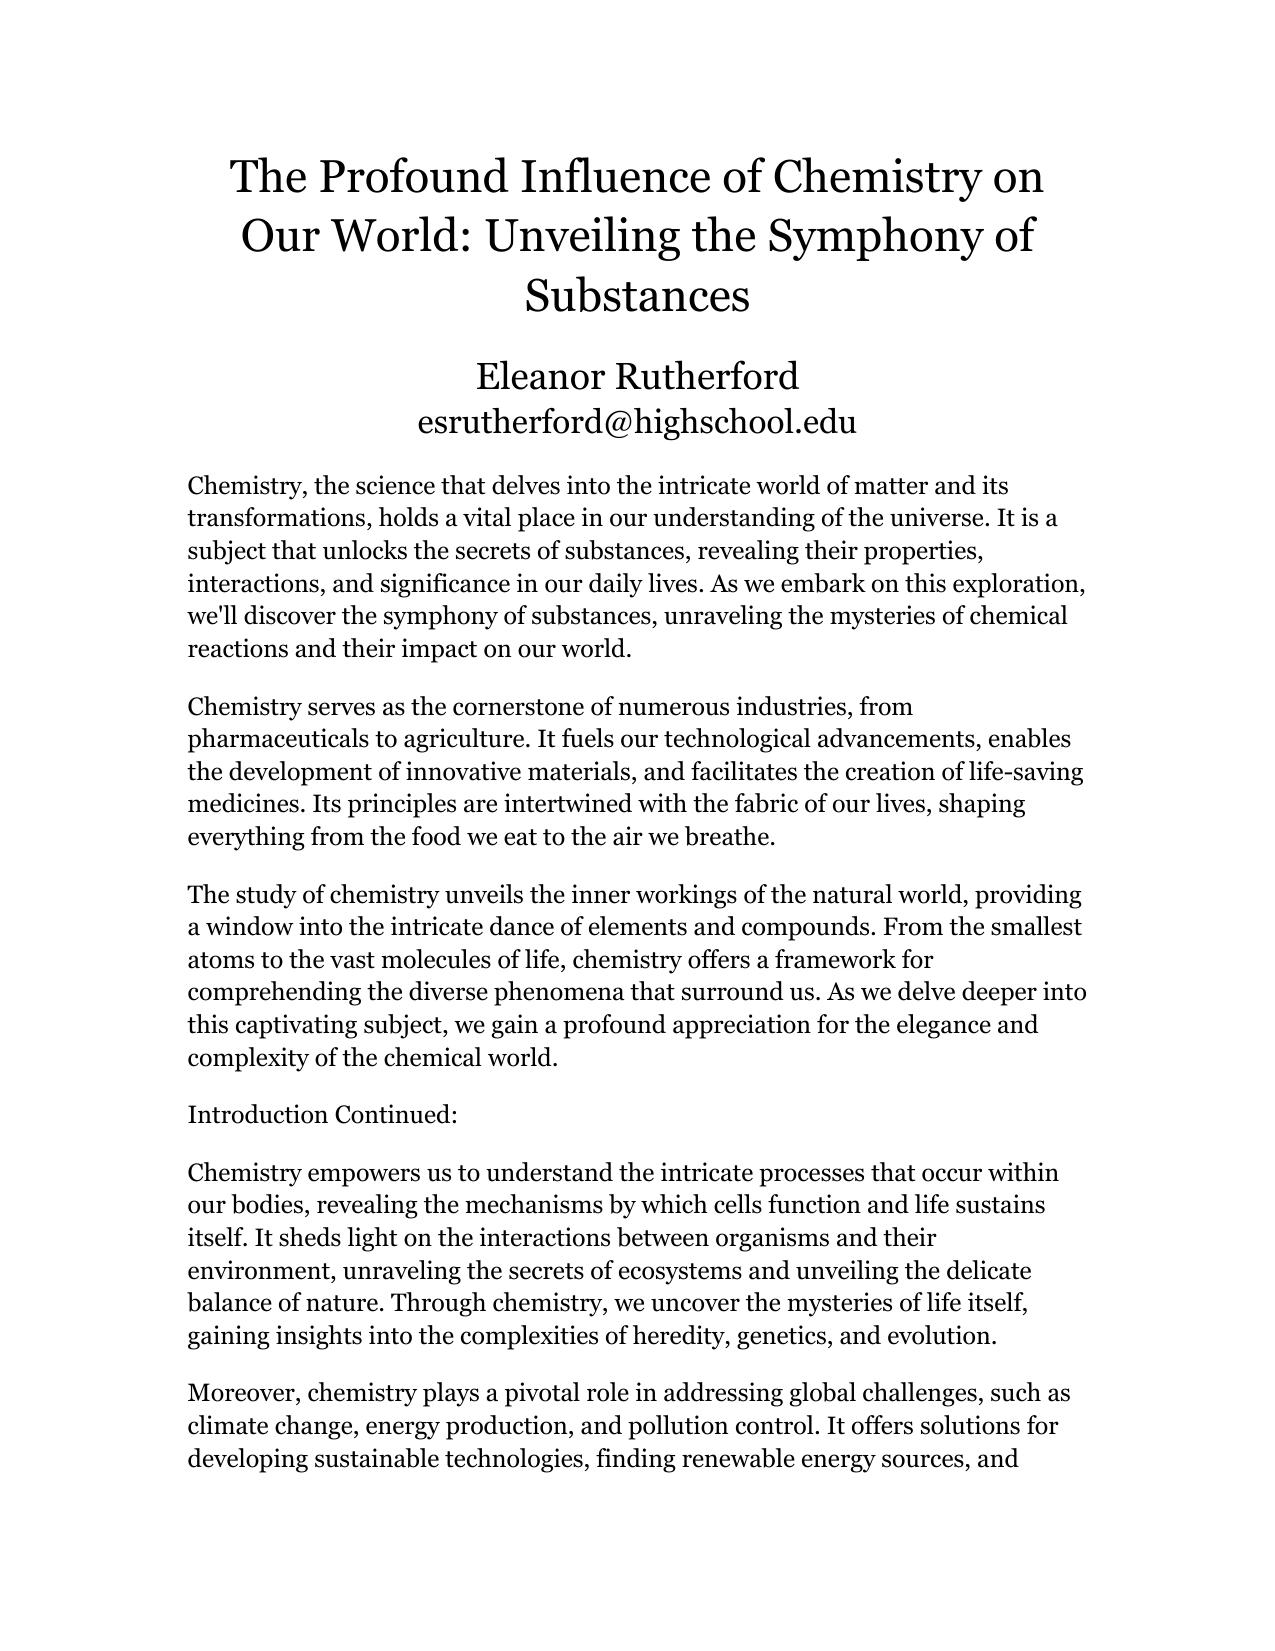 The Profound Influence of Chemistry on
Our World: Unveiling the Symphony of
Substances
Eleanor Rutherford
esrutherford@highschool.edu
Chemistry, the science that delves into the intricate world of matter and its
transformations, holds a vital place in our understanding of the universe. It is a
subject that unlocks the secrets of substances, revealing their properties,
interactions, and significance in our daily lives. As we embark on this exploration,
we'll discover the symphony of substances, unraveling the mysteries of chemical
reactions and their impact on our world.
Chemistry serves as the cornerstone of numerous industries, from
pharmaceuticals to agriculture. It fuels our technological advancements, enables
the development of innovative materials, and facilitates the creation of life-saving
medicines. Its principles are intertwined with the fabric of our lives, shaping
everything from the food we eat to the air we breathe.
The study of chemistry unveils the inner workings of the natural world, providing
a window into the intricate dance of elements and compounds. From the smallest
atoms to the vast molecules of life, chemistry offers a framework for
comprehending the diverse phenomena that surround us. As we delve deeper into
this captivating subject, we gain a profound appreciation for the elegance and
complexity of the chemical world.
Introduction Continued:
Chemistry empowers us to understand the intricate processes that occur within
our bodies, revealing the mechanisms by which cells function and life sustains
itself. It sheds light on the interactions between organisms and their
environment, unraveling the secrets of ecosystems and unveiling the delicate
balance of nature. Through chemistry, we uncover the mysteries of life itself,
gaining insights into the complexities of heredity, genetics, and evolution.
Moreover, chemistry plays a pivotal role in addressing global challenges, such as
climate change, energy production, and pollution control. It offers solutions for
developing sustainable technologies, finding renewable energy sources, and